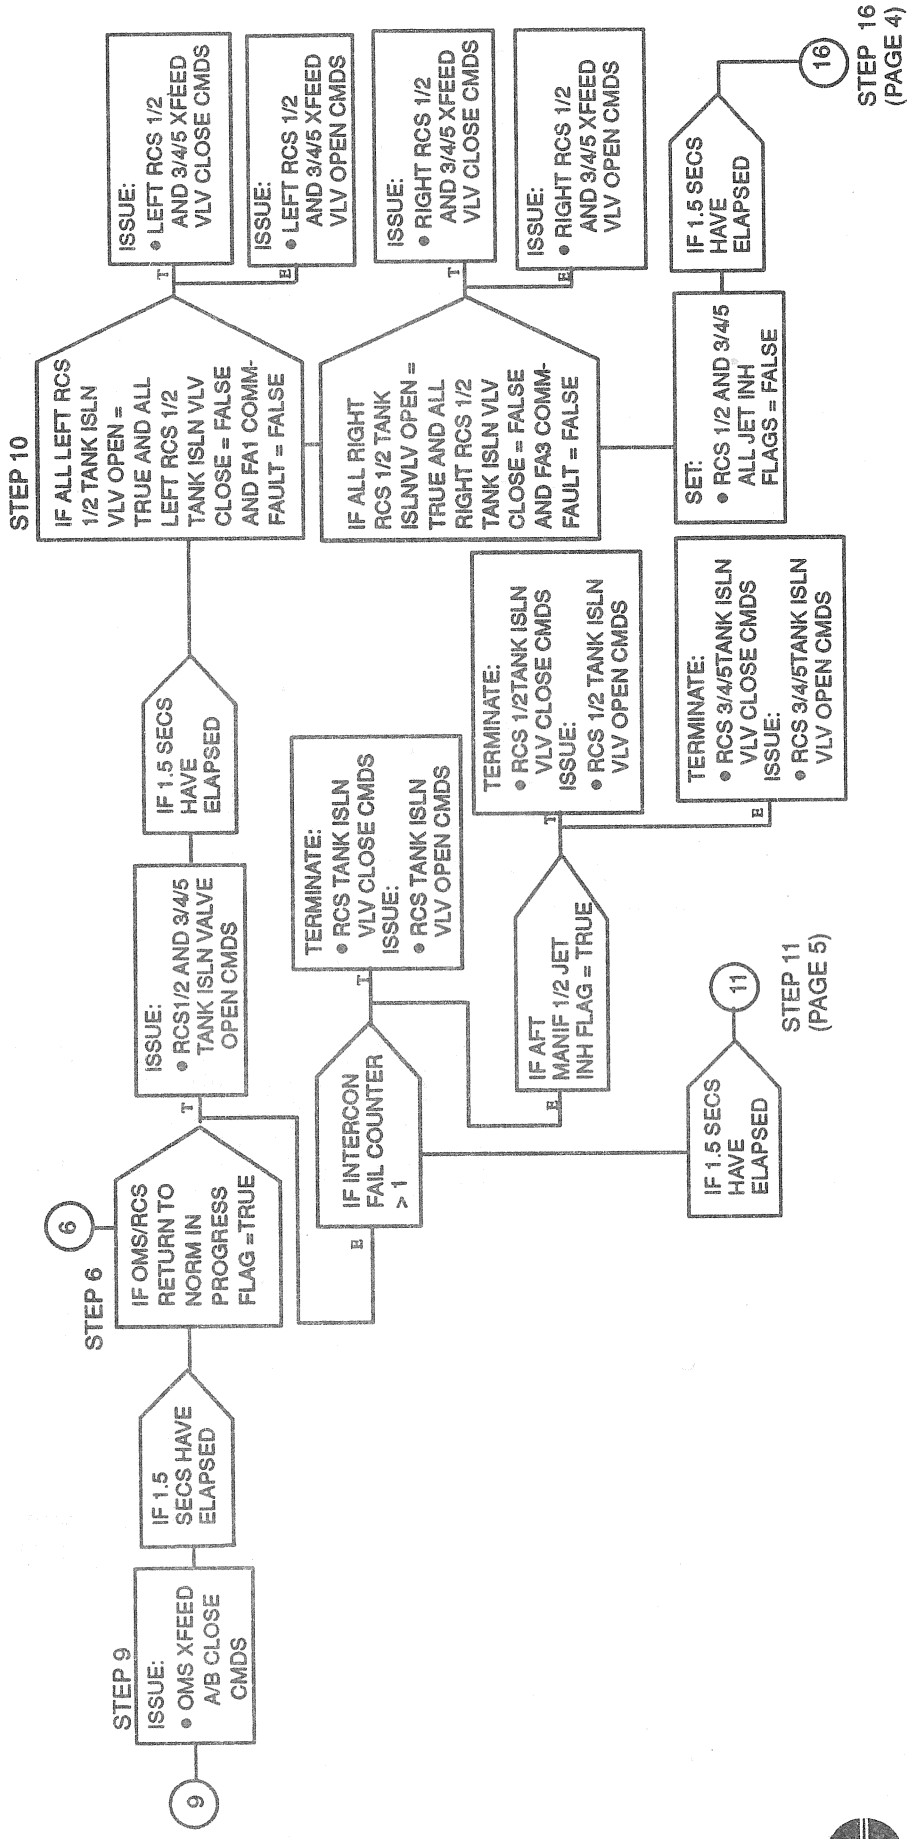 9
STEP 9
ISSUE:
• OMS XFEED
A/B CLOSE
CMDS
IF 1.5
SECS HAVE
ELAPSED
STEP 6
6
IF OMS/RCS
RETURN TO
NORM IN
PROGRESS
FLAG =TRUE
T
E
ISSUE:
• RCS1/2 AND 3/4/5
TANK ISLN VALVE
OPEN CMDS
IF 1.5 SECS
HAVE
ELAPSED
STEP 10
IF ALL LEFT RCS
1/2 TANK ISLN
VLV OPEN =
TRUE AND ALL
LEFT RCS 1/2
TANK ISLN VLV
CLOSE = FALSE
AND FA1 COMM-
FAULT = FALSE
T
E
ISSUE:
• LEFT RCS 1/2
AND 3/4/5 XFEED
VLV CLOSE CMDS
ISSUE:
• LEFT RCS 1/2
AND 3/4/5 XFEED
VLV OPEN CMDS
IF ALL RIGHT
RCS 1/2 TANK
ISLNVLV OPEN =
TRUE AND ALL
RIGHT RCS 1/2
TANK ISLN VLV
CLOSE = FALSE
AND FA3 COMM-
FAULT = FALSE
T
E
ISSUE:
• RIGHT RCS 1/2
AND 3/4/5 XFEED
VLV CLOSE CMDS
ISSUE:
• RIGHT RCS 1/2
AND 3/4/5 XFEED
VLV OPEN CMDS
SET:
• RCS 1/2 AND 3/4/5
ALL JET INH
FLAGS = FALSE
IF 1.5 SECS
HAVE
ELAPSED
16
STEP 16
(PAGE 4)
IF INTERCON
FAIL COUNTER
> 1
T
E
TERMINATE:
• RCS TANK ISLN
VLV CLOSE CMDS
ISSUE:
• RCS TANK ISLN
VLV OPEN CMDS
IF AFT
MANIF 1/2 JET
INH FLAG = TRUE
T
E
TERMINATE:
• RCS 1/2TANK ISLN
VLV CLOSE CMDS
ISSUE:
• RCS 1/2 TANK ISLN
VLV OPEN CMDS
TERMINATE:
• RCS 3/4/5TANK ISLN
VLV CLOSE CMDS
ISSUE:
• RCS 3/4/5TANK ISLN
VLV OPEN CMDS
IF 1.5 SECS
HAVE
ELAPSED
11
STEP 11
(PAGE 5)